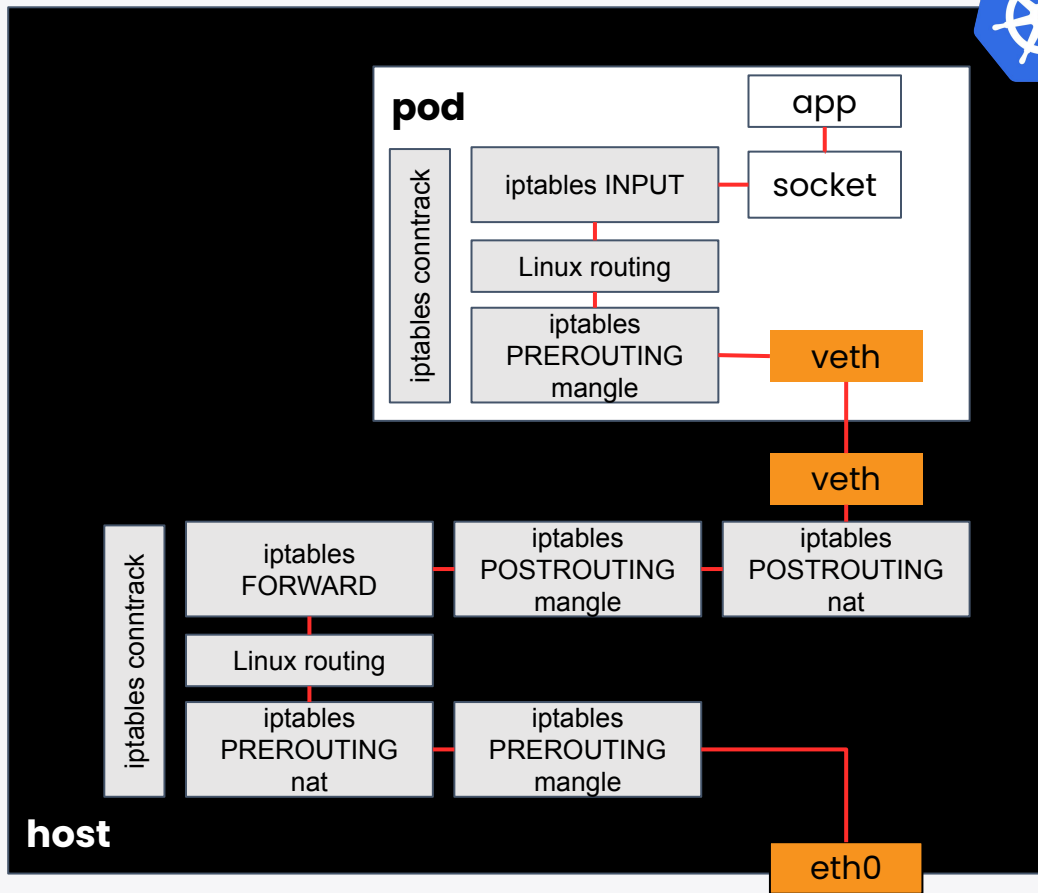 pod
app
iptables conntrack
iptables INPUT
socket
Linux routing
iptables
PREROUTING
mangle
veth
veth
iptables conntrack
iptables
FORWARD
iptables
POSTROUTING
mangle
iptables
POSTROUTING
nat
Linux routing
iptables
PREROUTING
nat
iptables
PREROUTING
mangle
host
eth0